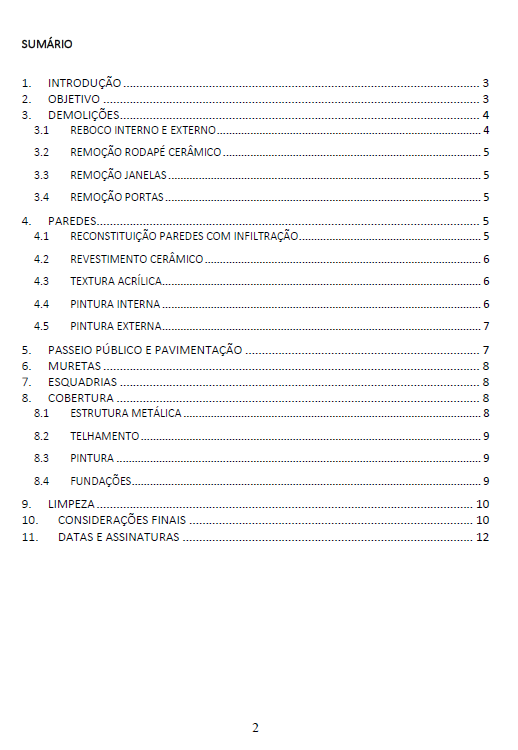 SUMÁRIO
1. INTRODUÇÃO ........ 3
2. OBJETIVO ........ 3
3. DEMOLIÇÕES ........ 4
3.1 REBOCO INTERNO E EXTERNO ........ 4
3.2 REMOÇÃO RODAPÉ CERÂMICO ........ 5
3.3 REMOÇÃO JANELAS ........ 5
3.4 REMOÇÃO PORTAS ........ 5
4. PAREDES ........ 5
4.1 RECONSTITUIÇÃO PAREDES COM INFILTRAÇÃO ........ 5
4.2 REVESTIMENTO CERÂMICO ........ 6
4.3 TEXTURA ACRÍLICA ........ 6
4.4 PINTURA INTERNA ........ 6
4.5 PINTURA EXTERNA ........ 7
5. PASSEIO PÚBLICO E PAVIMENTAÇÃO ........ 7
6. MURETAS ........ 8
7. ESQUADRIAS ........ 8
8. COBERTURA ........ 8
8.1 ESTRUTURA METÁLICA ........ 8
8.2 TELHAMENTO ........ 9
8.3 PINTURA ........ 9
8.4 FUNDAÇÕES ........ 9
9. LIMPEZA ........ 10
10. CONSIDERAÇÕES FINAIS ........ 10
11. DATAS E ASSINATURAS ........ 12
2